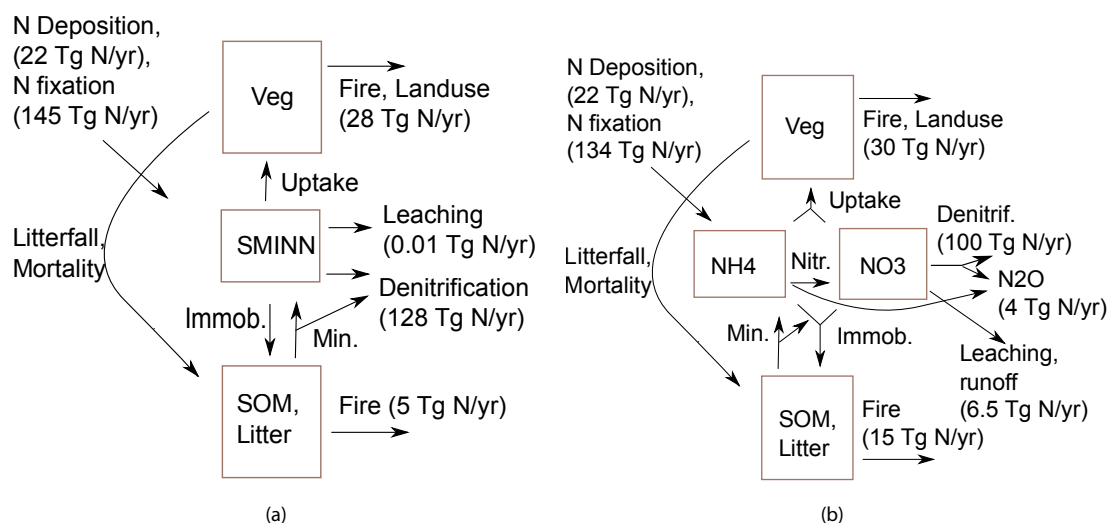 N Deposition,
(22 Tg N/yr),
N fixation
(145 Tg N/yr)
Veg
Fire, Landuse
(28 Tg N/yr)
Uptake
Litterfall,
Mortality
SMINN
Leaching
(0.01 Tg N/yr)
Denitrification
(128 Tg N/yr)
Immob.
Min.
SOM,
Litter
Fire (5 Tg N/yr)
(a)
N Deposition,
(22 Tg N/yr),
N fixation
(134 Tg N/yr)
Veg
Fire, Landuse
(30 Tg N/yr)
Uptake
Litterfall,
Mortality
NH4
Nitr.
NO3
Denitrif.
(100 Tg N/yr)
N2O
(4 Tg N/yr)
Min.
Immob.
Leaching,
runoff
(6.5 Tg N/yr)
SOM,
Litter
Fire
(15 Tg N/yr)
(b)